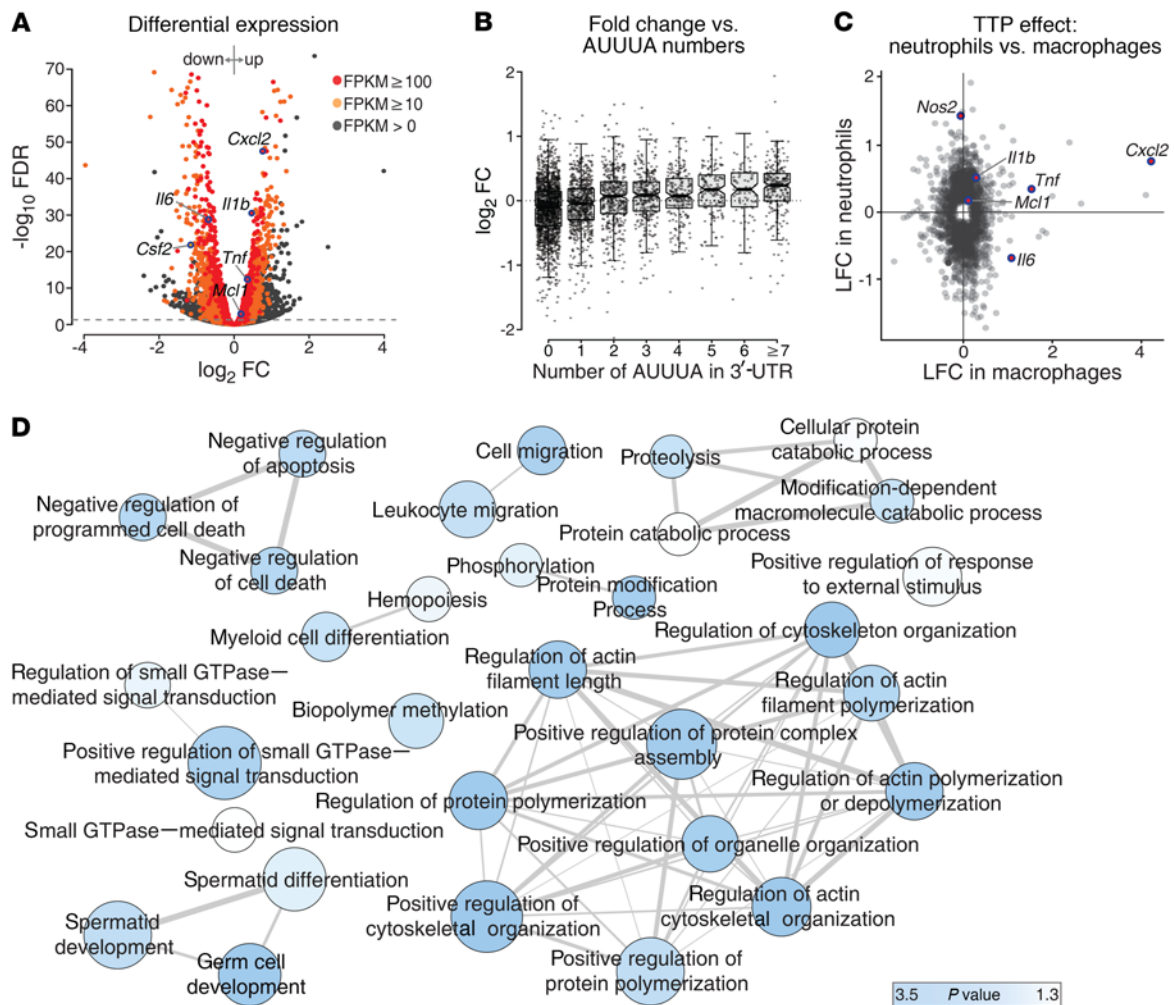 A
Differential expression
down
up
FPKM ≥ 100
FPKM ≥ 10
FPKM > 0
Cxcl2
Il6
Il1b
Csf2
Tnf
Mcl1
-log10 FDR
70
60
50
40
30
20
10
0
-4
-2
0
2
4
log2 FC
B
Fold change vs.
AUUUA numbers
log2 FC
2
1
0
-1
-2
0 1 2 3 4 5 6 ≥7
Number of AUUUA in 3′-UTR
C
TTP effect:
neutrophils vs. macrophages
LFC in neutrophils
2
1
0
-1
Nos2
Il1b
Cxcl2
Tnf
Mcl1
Il6
0
2
4
LFC in macrophages
D
Negative regulation
of apoptosis
Negative regulation of
programmed cell death
Negative regulation
of cell death
Cell migration
Leukocyte migration
Proteolysis
Cellular protein
catabolic process
Modification-dependent
macromolecule catabolic process
Protein catabolic process
Phosphorylation
Protein modification
Process
Positive regulation of response
to external stimulus
Hemopoiesis
Myeloid cell differentiation
Regulation of cytoskeleton organization
Regulation of small GTPase—
mediated signal transduction
Regulation of actin
filament length
Regulation of actin
filament polymerization
Biopolymer methylation
Positive regulation of protein complex
assembly
Positive regulation of small GTPase—
mediated signal transduction
Regulation of protein polymerization
Regulation of actin polymerization
or depolymerization
Small GTPase—mediated signal transduction
Positive regulation of organelle organization
Spermatid differentiation
Positive regulation of
cytoskeletal organization
Regulation of actin
cytoskeletal organization
Spermatid
development
Germ cell
development
Positive regulation of
protein polymerization
3.5 P value 1.3